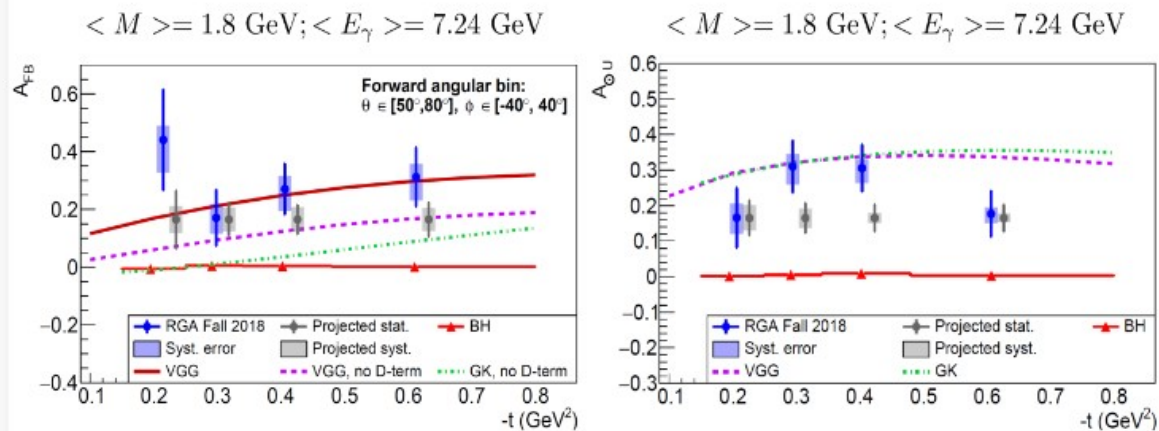 < M >= 1.8 GeV; < E_γ >= 7.24 GeV
A_FB
0.6
0.4
0.2
0
−0.2
−0.4
Forward angular bin:
θ ∈ [50°,80°], ϕ ∈ [-40°, 40°]
RGA Fall 2018
Projected stat.
BH
Syst. error
Projected syst.
VGG
VGG, no D-term
GK, no D-term
0.1 0.2 0.3 0.4 0.5 0.6 0.7 0.8
-t (GeV²)
< M >= 1.8 GeV; < E_γ >= 7.24 GeV
A_⊙U
0.6
0.5
0.4
0.3
0.2
0.1
0
−0.1
−0.2
−0.3
RGA Fall 2018
Projected stat.
BH
Syst. error
Projected syst.
VGG
GK
0.1 0.2 0.3 0.4 0.5 0.6 0.7 0.8
-t (GeV²)